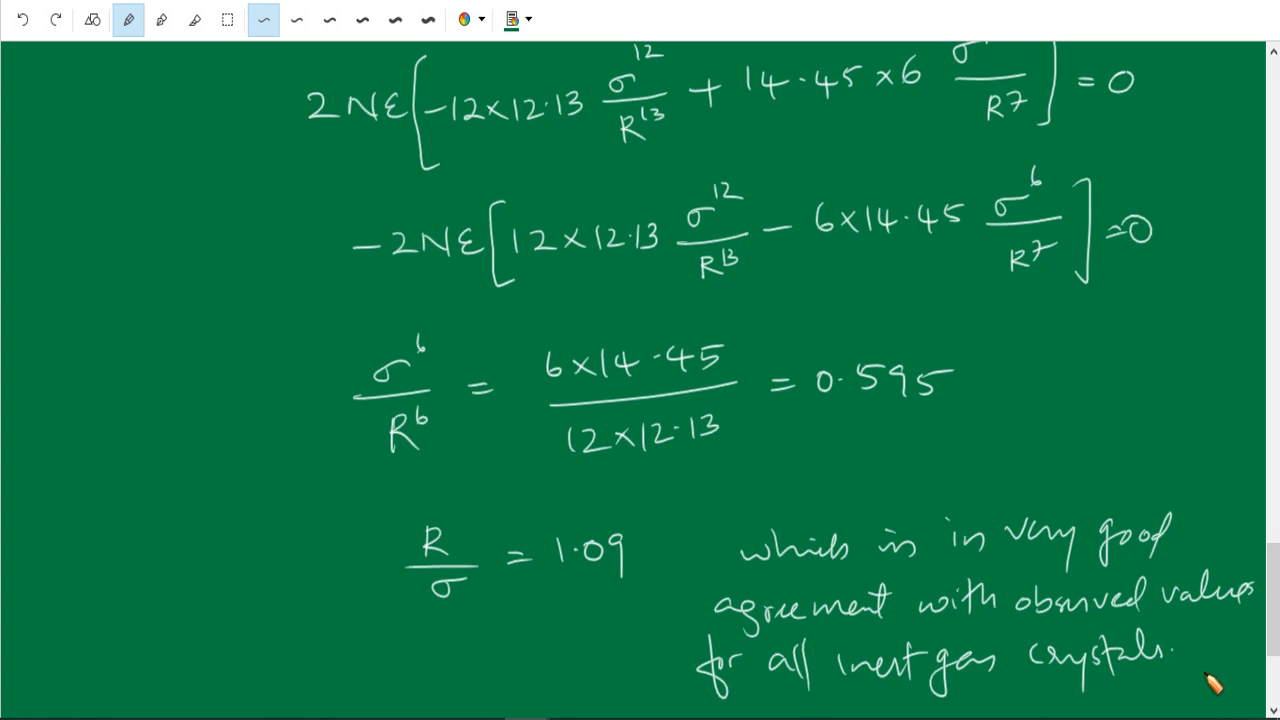 2Nε[-12×12.13 σ^12/R^13 + 14.45×6 σ/R^7] = 0
-2Nε[12×12.13 σ^12/R^13 - 6×14.45 σ^6/R^7] = 0
σ^6/R^6 = 6×14.45/12×12.13 = 0.595
R/σ = 1.09 which is in very good
agreement with observed values
for all inert gas crystals.